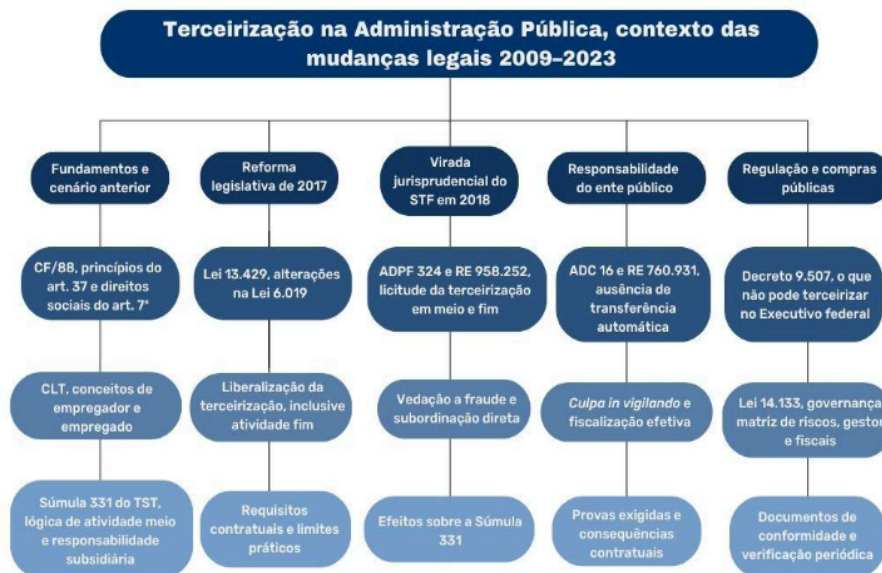 Terceirização na Administração Pública, contexto das
mudanças legais 2009–2023
Fundamentos e
cenário anterior
Reforma
legislativa de 2017
Virada
jurisprudencial do
STF em 2018
Responsabilidade
do ente público
Regulação e compras
públicas
CF/88, princípios do
art. 37 e direitos
sociais do art. 7º
Lei 13.429, alterações
na Lei 6.019
ADPF 324 e RE 958.252,
licitude da terceirização
em meio e fim
ADC 16 e RE 760.931,
ausência de
transferência
automática
Decreto 9.507, o que
não pode terceirizar
no Executivo federal
CLT, conceitos de
empregador e
empregado
Liberalização da
terceirização, inclusive
atividade fim
Vedação a fraude e
subordinação direta
Culpa in vigilando e
fiscalização efetiva
Lei 14.133, governança,
matriz de riscos, gestor
e fiscais
Súmula 331 do TST,
lógica de atividade meio
e responsabilidade
subsidiária
Requisitos
contratuais e limites
práticos
Efeitos sobre a Súmula
331
Provas exigidas e
consequências
contratuais
Documentos de
conformidade e
verificação periódica